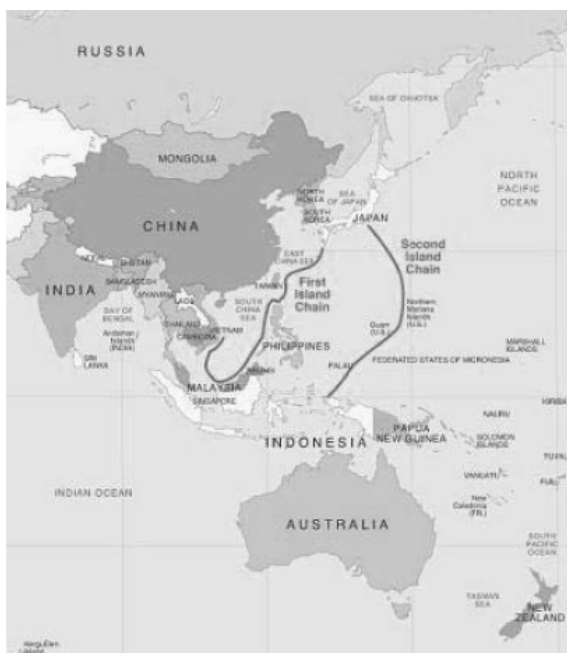 RUSSIA
SEA OF OKHOTSK
MONGOLIA
NORTH
PACIFIC
OCEAN
NORTH
KOREA
SEA
OF JAPAN
SOUTH
KOREA
JAPAN
CHINA
EAST
CHINA SEA
Second
Island
Chain
NEPAL
BHUTAN
TAIWAN
First
Island
Chain
INDIA
BANGLADESH
MYANMAR
LAOS
SOUTH
CHINA
SEA
Northern
Mariana
Islands
(U.S.)
BAY OF
BENGAL
THAILAND
VIETNAM
CAMBODIA
Guam
(U.S.)
Andaman
Islands
(INDIA)
PHILIPPINES
MARSHALL
ISLANDS
SRI
LANKA
PALAU
FEDERATED STATES OF MICRONESIA
BRUNEI
MALAYSIA
SINGAPORE
KIRIBA
NAURU
INDONESIA
PAPUA
NEW GUINEA
SOLOMON
ISLANDS
TUVAL
INDIAN OCEAN
VANUATU
FIJI
New
Caledonia
(FR.)
AUSTRALIA
SOUTH
PACIFIC
OCEAN
TASMAN
SEA
NEW
ZEALAND